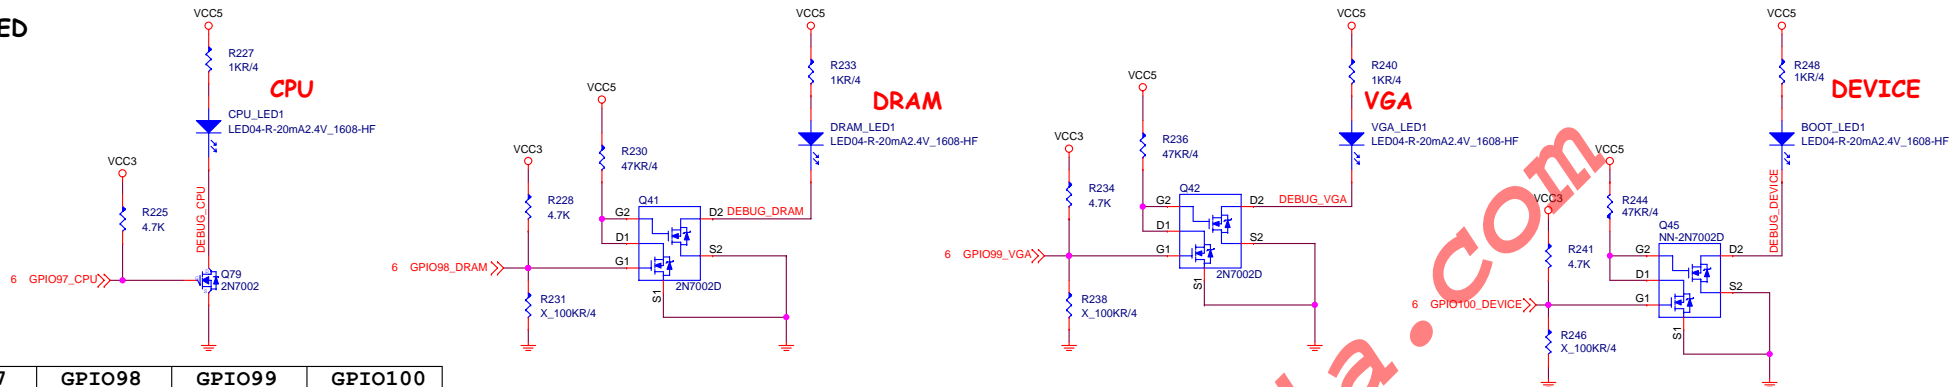 ED
VCC5
R227
1KR/4
CPU
CPU_LED1
LED04-R-20mA2.4V_1608-HF
VCC3
R225
4.7K
DEBUG_CPU
6 GPIO97_CPU
Q79
2N7002
VCC5
R233
1KR/4
DRAM
VCC5
DRAM_LED1
LED04-R-20mA2.4V_1608-HF
R230
47KR/4
VCC3
R228
4.7K
Q41
G2
D2
DEBUG_DRAM
D1
S2
G1
6 GPIO98_DRAM
2N7002D
S1
R231
X_100KR/4
VCC5
R240
1KR/4
VGA
VCC5
VGA_LED1
LED04-R-20mA2.4V_1608-HF
R236
47KR/4
VCC3
R234
4.7K
Q42
G2
D2
DEBUG_VGA
D1
S2
G1
6 GPIO99_VGA
2N7002D
S1
R238
X_100KR/4
VCC5
R248
1KR/4
DEVICE
BOOT_LED1
LED04-R-20mA2.4V_1608-HF
VCC5
DEBUG_DEVICE
R244
47KR/4
VCC3
R241
4.7K
Q45
NN-2N7002D
G2
D2
D1
S2
G1
6 GPIO100_DEVICE
S1
R246
X_100KR/4
a.com
7 GPIO98 GPIO99 GPIO100